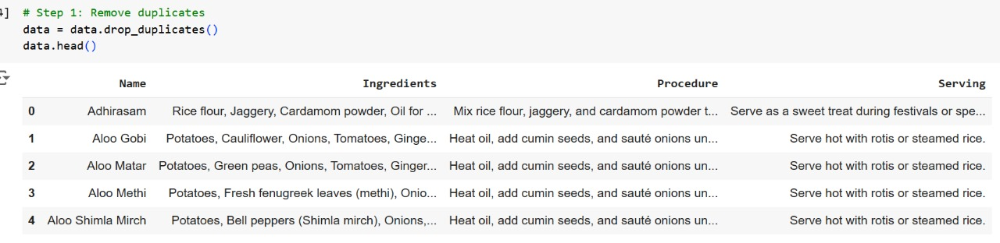 4] # Step 1: Remove duplicates
data = data.drop_duplicates()
data.head()
Name Ingredients Procedure Serving
0 Adhirasam Rice flour, Jaggery, Cardamom powder, Oil for ... Mix rice flour, jaggery, and cardamom powder t... Serve as a sweet treat during festivals or spe...
1 Aloo Gobi Potatoes, Cauliflower, Onions, Tomatoes, Ginge... Heat oil, add cumin seeds, and sauté onions un... Serve hot with rotis or steamed rice.
2 Aloo Matar Potatoes, Green peas, Onions, Tomatoes, Ginger... Heat oil, add cumin seeds, and sauté onions un... Serve hot with rotis or steamed rice.
3 Aloo Methi Potatoes, Fresh fenugreek leaves (methi), Onio... Heat oil, add cumin seeds, and sauté onions un... Serve hot with rotis or steamed rice.
4 Aloo Shimla Mirch Potatoes, Bell peppers (Shimla mirch), Onions,... Heat oil, add cumin seeds, and sauté onions un... Serve hot with rotis or steamed rice.